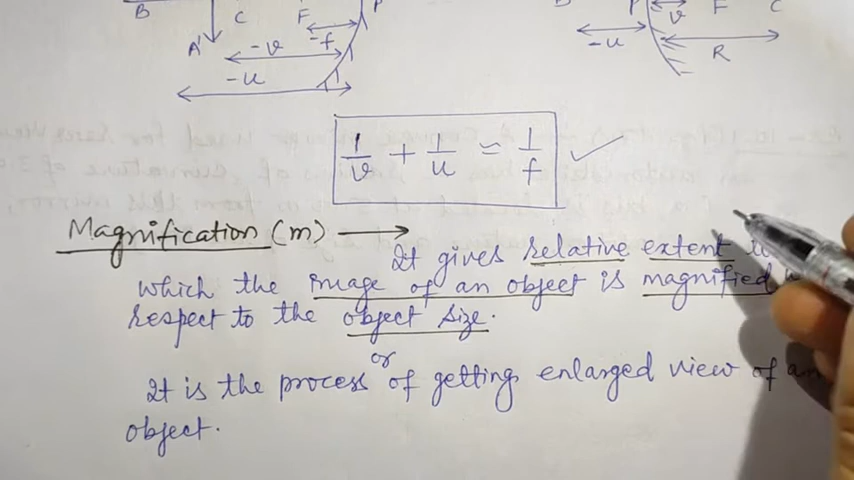 B C F P
A'
-f
-v
-u
P v F C
-u
R
1/v + 1/u = 1/f
Magnification (m) →
It gives relative extent
which the image of an object is magnified
respect to the object size.
or
It is the process of getting enlarged view of an
object.